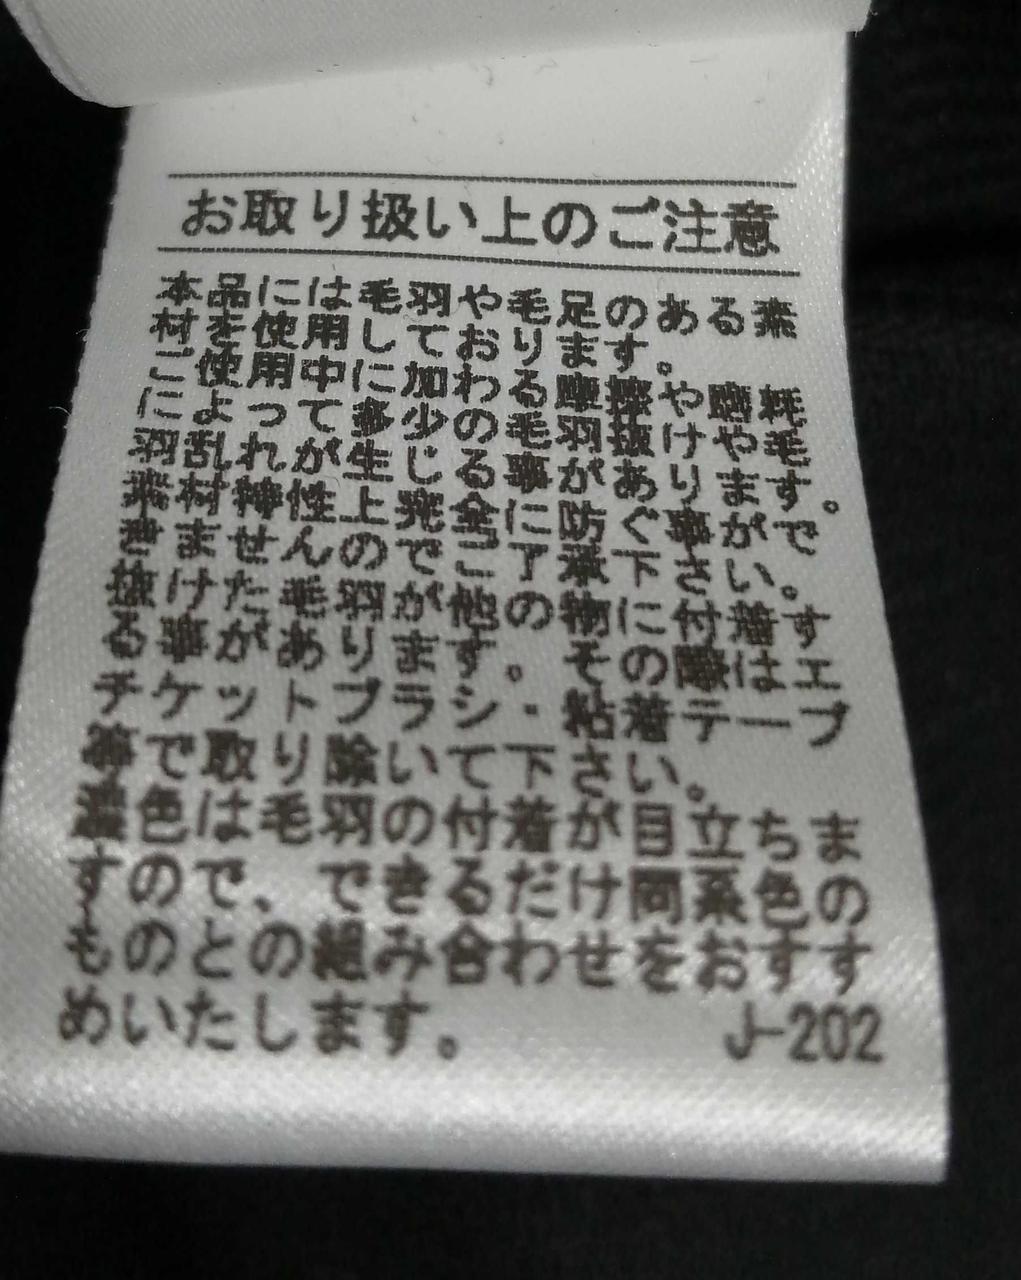 お取り扱い上のご注意
本品には毛羽や毛足のある素
材を使用しております。
ご使用中に加わる摩擦や磨耗
によって多少の毛羽抜けや毛
羽乱れが生じる事があります。
素材特性上発全に防ぐ事がで
きませんのでご了承下さい。
抜けた毛羽が他の物に付着す
る事があります。その際はエ
チケットブラシ・粘着テープ
等で取り除いて下さい。
濃色は毛羽の付着が目立ちま
すので、できるだけ同系色の
ものとの組み合わせをおすす
めいたします。 J-202